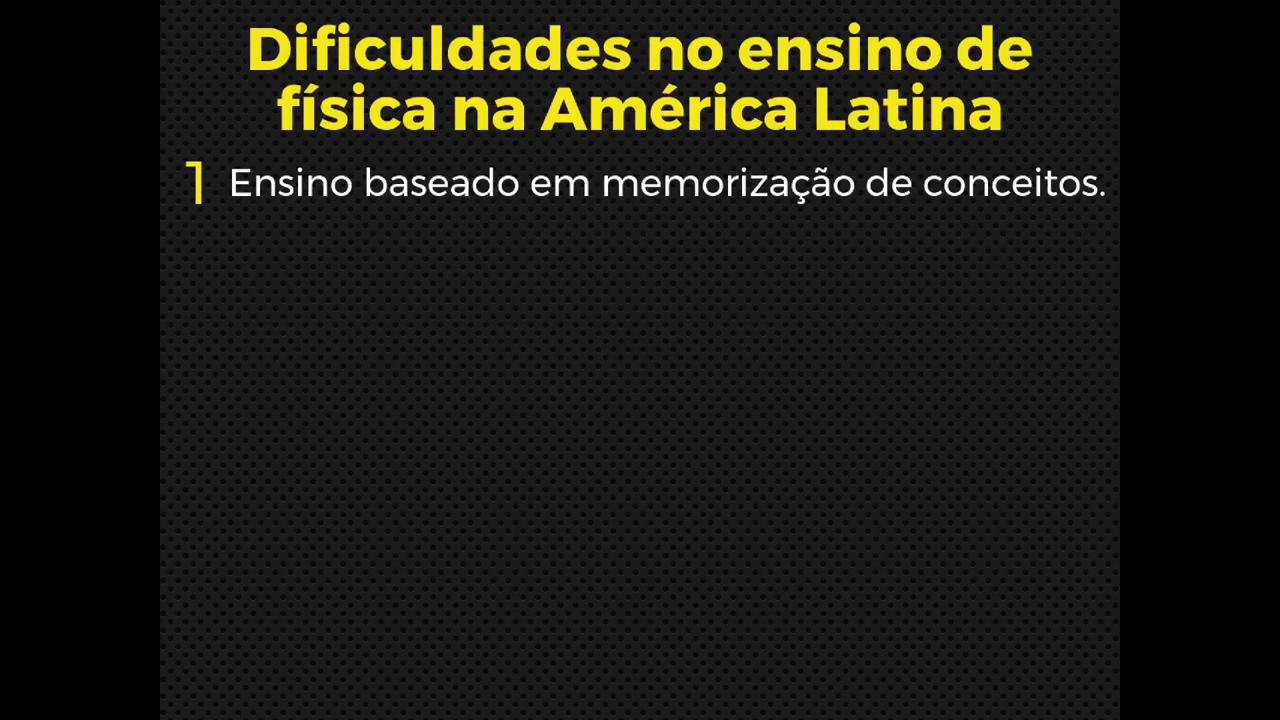 Dificuldades no ensino de
física na América Latina
1 Ensino baseado em memorização de conceitos.